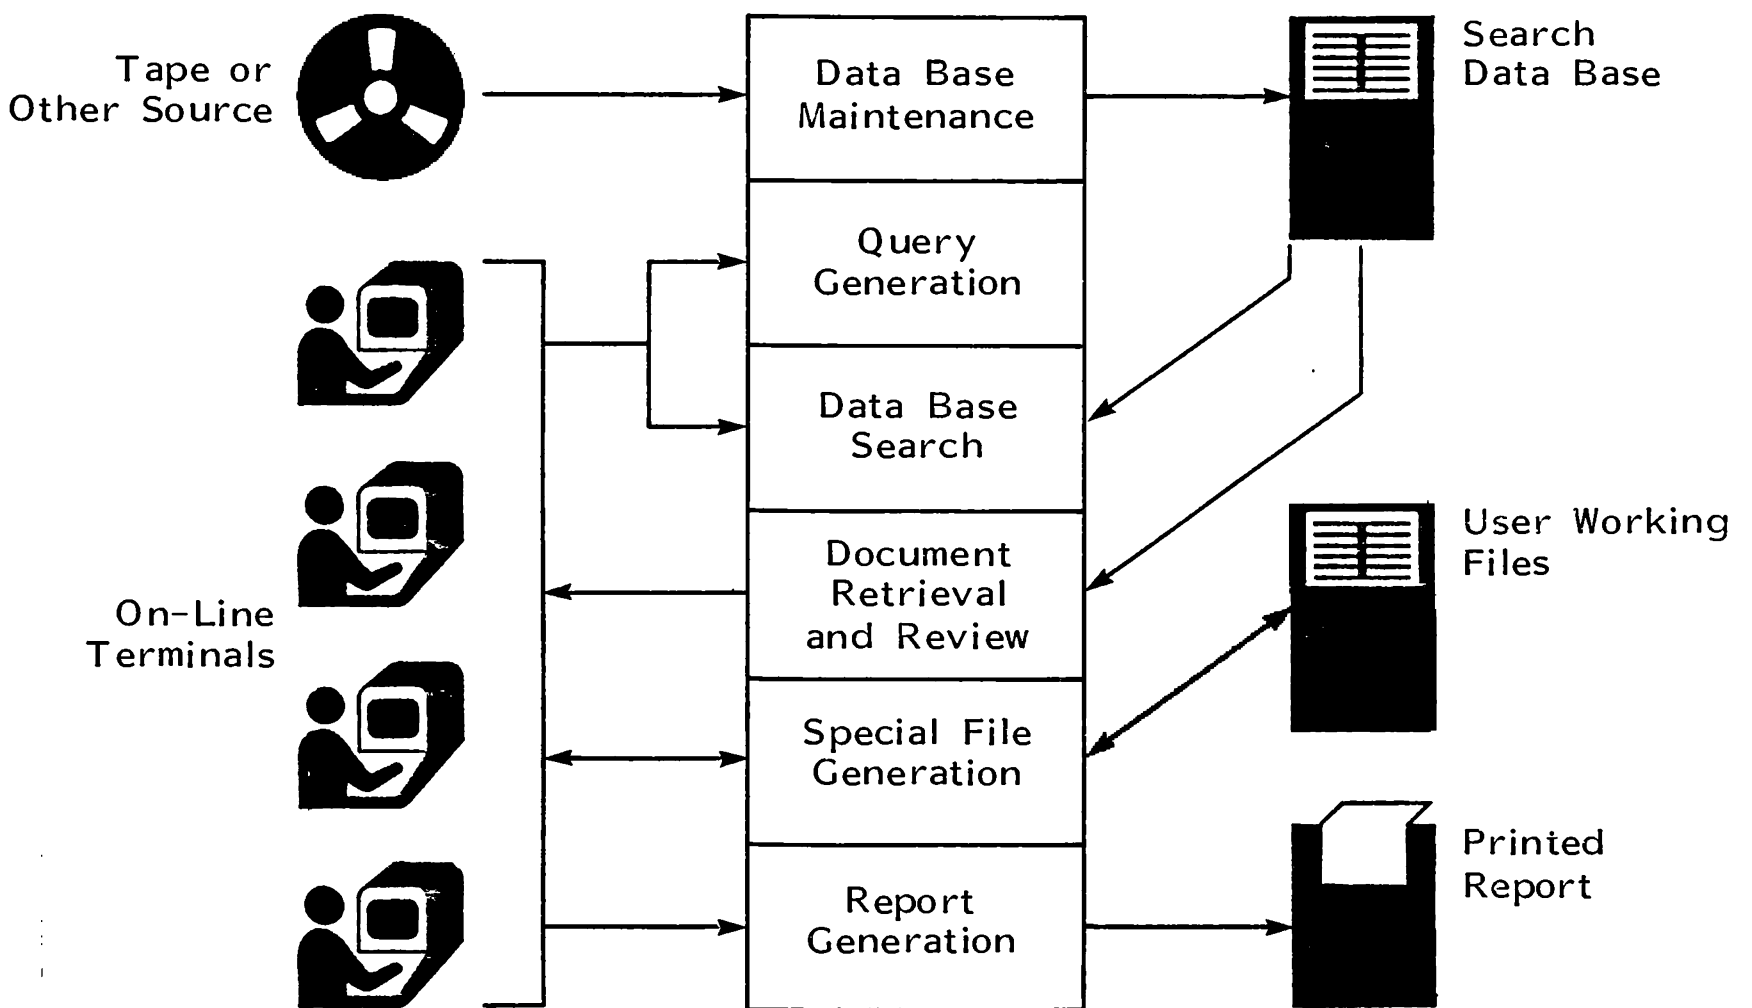 Tape or
Other Source
Data Base
Maintenance
Search
Data Base
Query
Generation
Data Base
Search
On-Line
Terminals
Document
Retrieval
and Review
User Working
Files
Special File
Generation
Report
Generation
Printed
Report